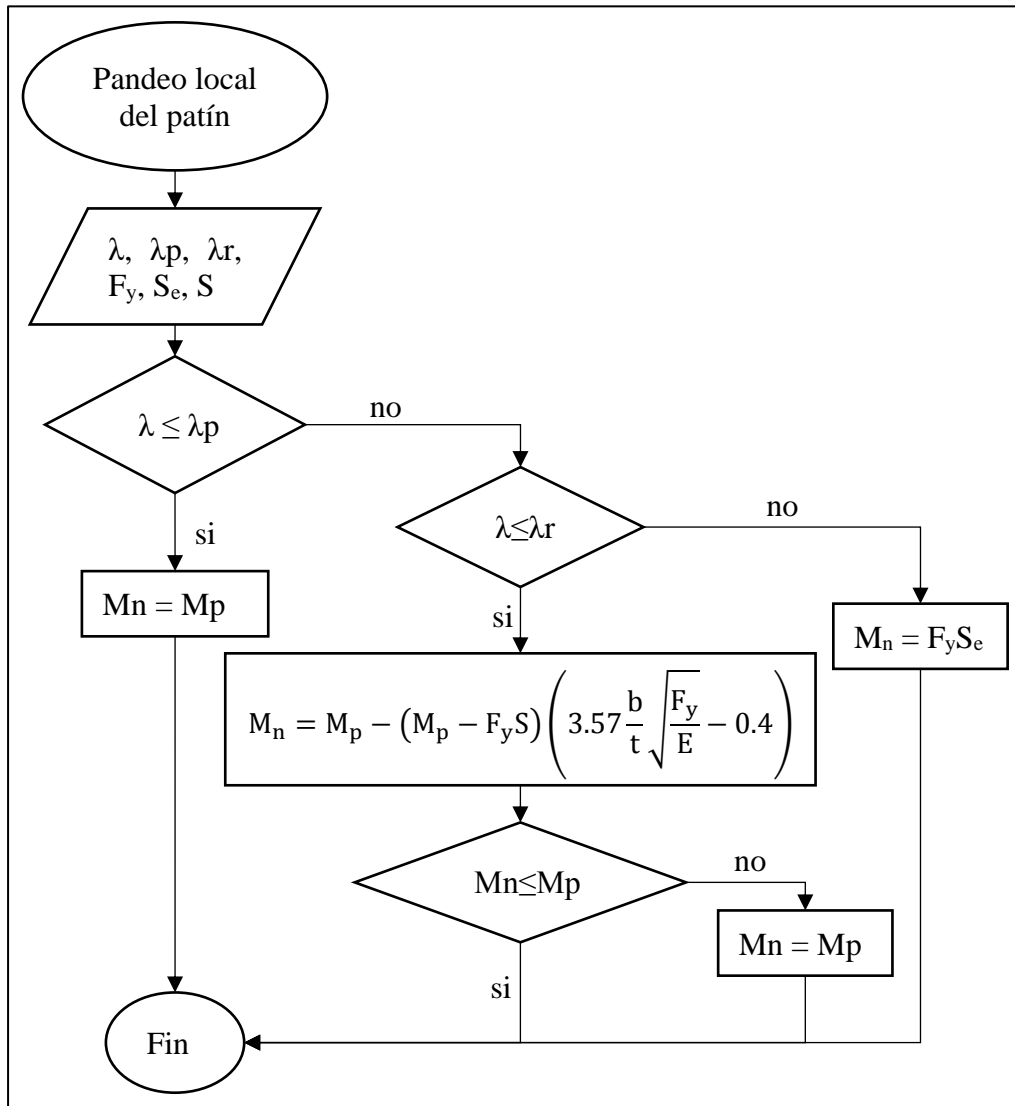 Pandeo local
del patín
λ, λp, λr,
Fy, Se, S
λ ≤ λp
no
si
λ≤λr
no
si
Mn = Mp
Mn = FySe
Mn = Mp − (Mp − FyS)(3.57 b/t √(Fy/E) − 0.4)
Mn≤Mp
no
si
Mn = Mp
Fin